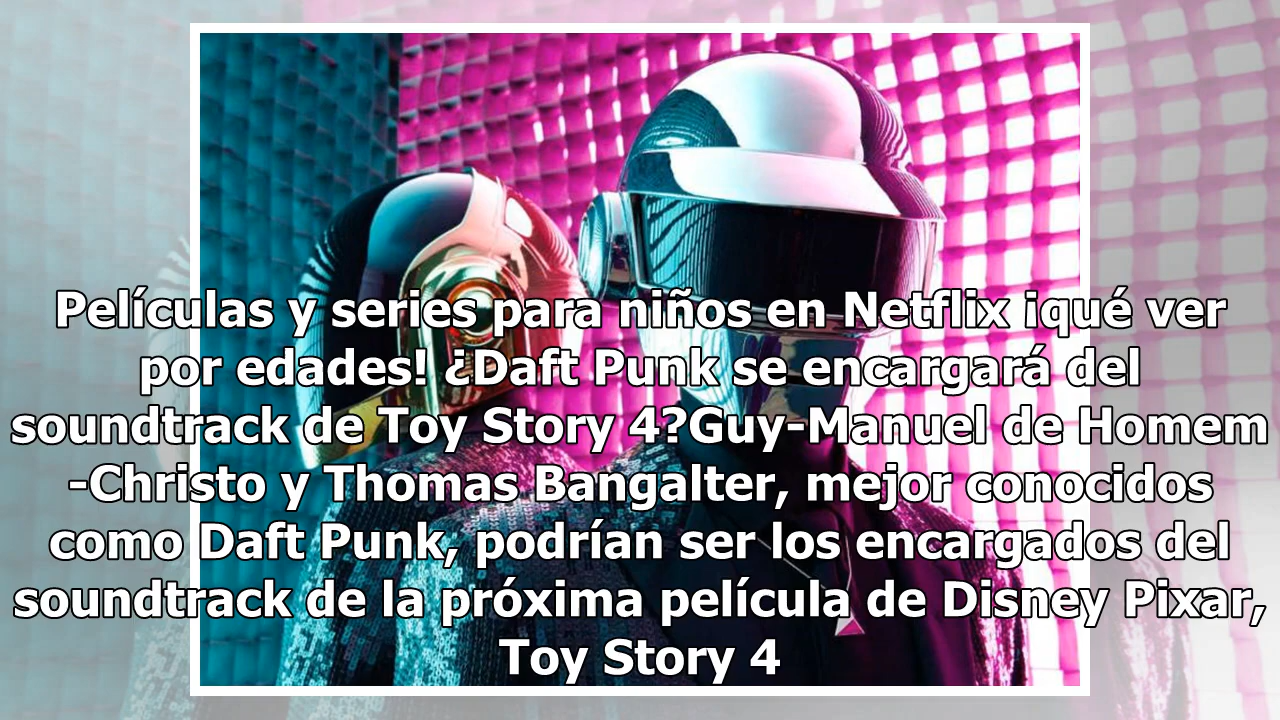 Películas y series para niños en Netflix ¡qué ver
por edades! ¿Daft Punk se encargará del
soundtrack de Toy Story 4?Guy-Manuel de Homem
-Christo y Thomas Bangalter, mejor conocidos
como Daft Punk, podrían ser los encargados del
soundtrack de la próxima película de Disney Pixar,
Toy Story 4